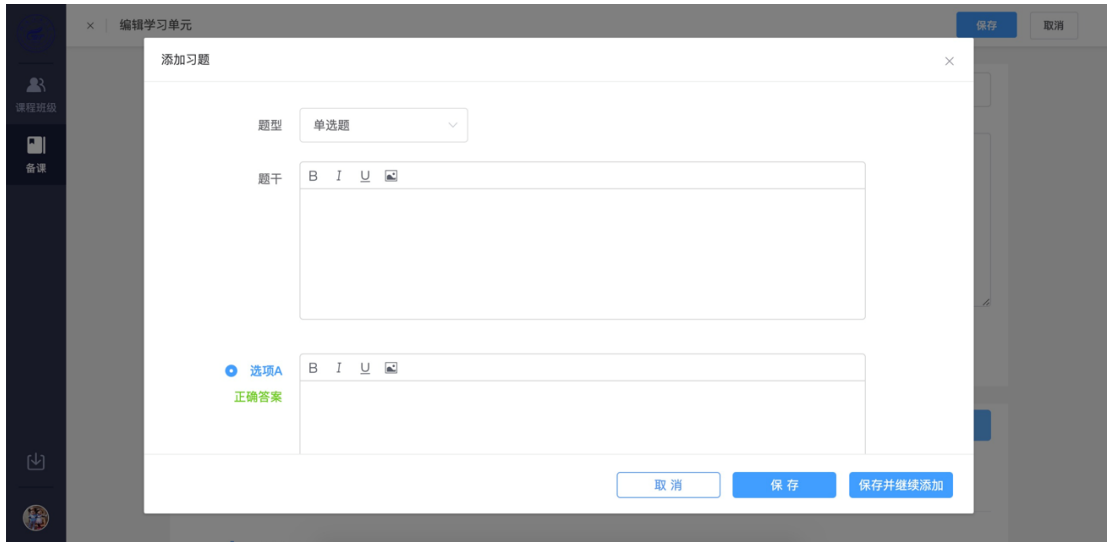 × 编辑学习单元 保存 取消
添加习题 ×
课程班级
备课
题型 单选题
题干 B I U
选项A B I U
正确答案
取消 保存 保存并继续添加